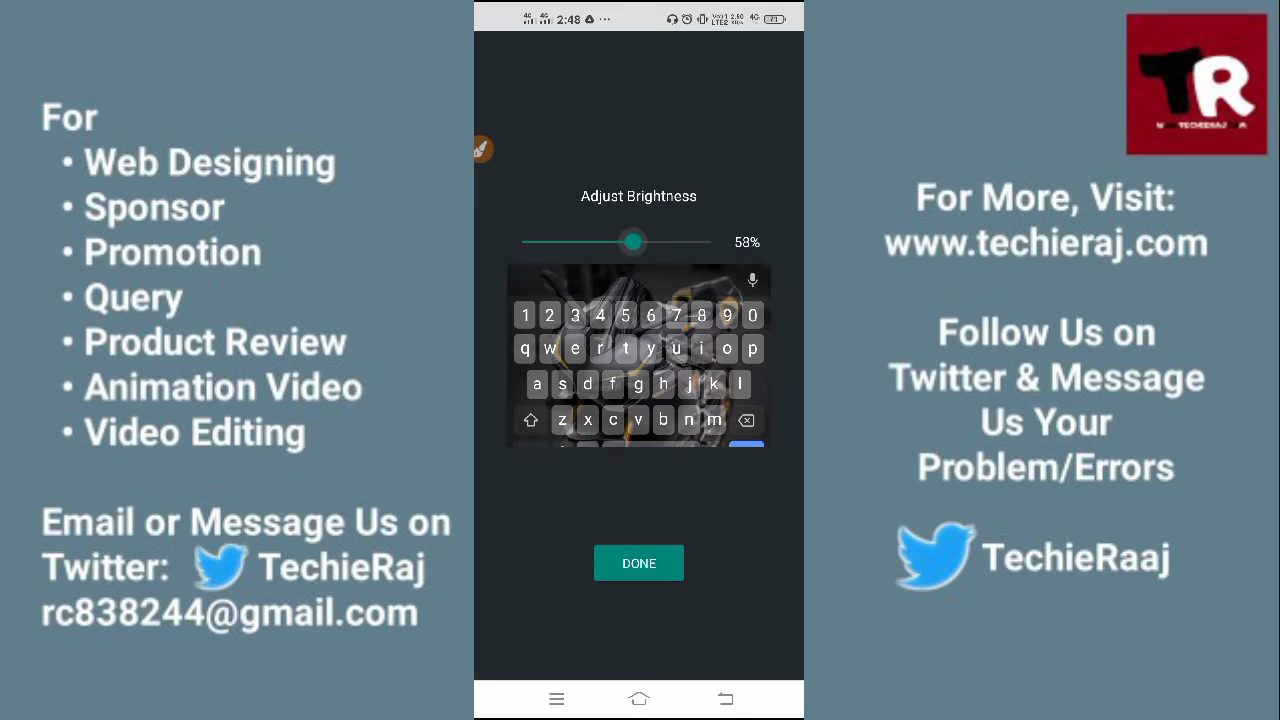 For
• Web Designing
• Sponsor
• Promotion
• Query
• Product Review
• Animation Video
• Video Editing
Email or Message Us on
Twitter: TechieRaj
rc838244@gmail.com
4G 4G 2:48 ...
Adjust Brightness
58%
1 2 3 4 5 6 7 8 9 0
q w e r t y u i o p
a s d f g h j k l
z x c v b n m
DONE
TR
For More, Visit:
www.techieraj.com
Follow Us on
Twitter & Message
Us Your
Problem/Errors
TechieRaaj